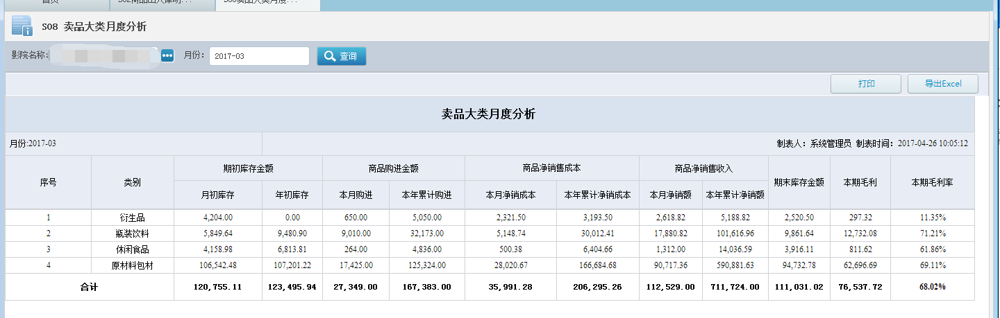 首页 S02商品出入库明... S08卖品大类月度...
S08 卖品大类月度分析
影院名称: 月份: 2017-03 查询
打印 导出Excel
卖品大类月度分析
月份:2017-03 制表人: 系统管理员 制表时间: 2017-04-26 10:05:12
序号 类别 期初库存金额 商品购进金额 商品净销售成本 商品净销售收入 期末库存金额 本期毛利 本期毛利率
月初库存 年初库存 本月购进 本年累计购进 本月净销成本 本年累计净销成本 本月净销额 本年累计净销额
1 衍生品 4,204.00 0.00 650.00 5,050.00 2,321.50 3,193.50 2,618.82 5,188.82 2,520.50 297.32 11.35%
2 瓶装饮料 5,849.64 9,480.90 9,010.00 32,173.00 5,148.74 30,012.41 17,880.82 101,616.96 9,861.64 12,732.08 71.21%
3 休闲食品 4,158.98 6,813.81 264.00 4,836.00 500.38 6,404.66 1,312.00 14,036.59 3,916.11 811.62 61.86%
4 原材料包材 106,542.48 107,201.22 17,425.00 125,324.00 28,020.67 166,684.68 90,717.36 590,881.63 94,732.78 62,696.69 69.11%
合计 120,755.11 123,495.94 27,349.00 167,383.00 35,991.28 206,295.26 112,529.00 711,724.00 111,031.02 76,537.72 68.02%